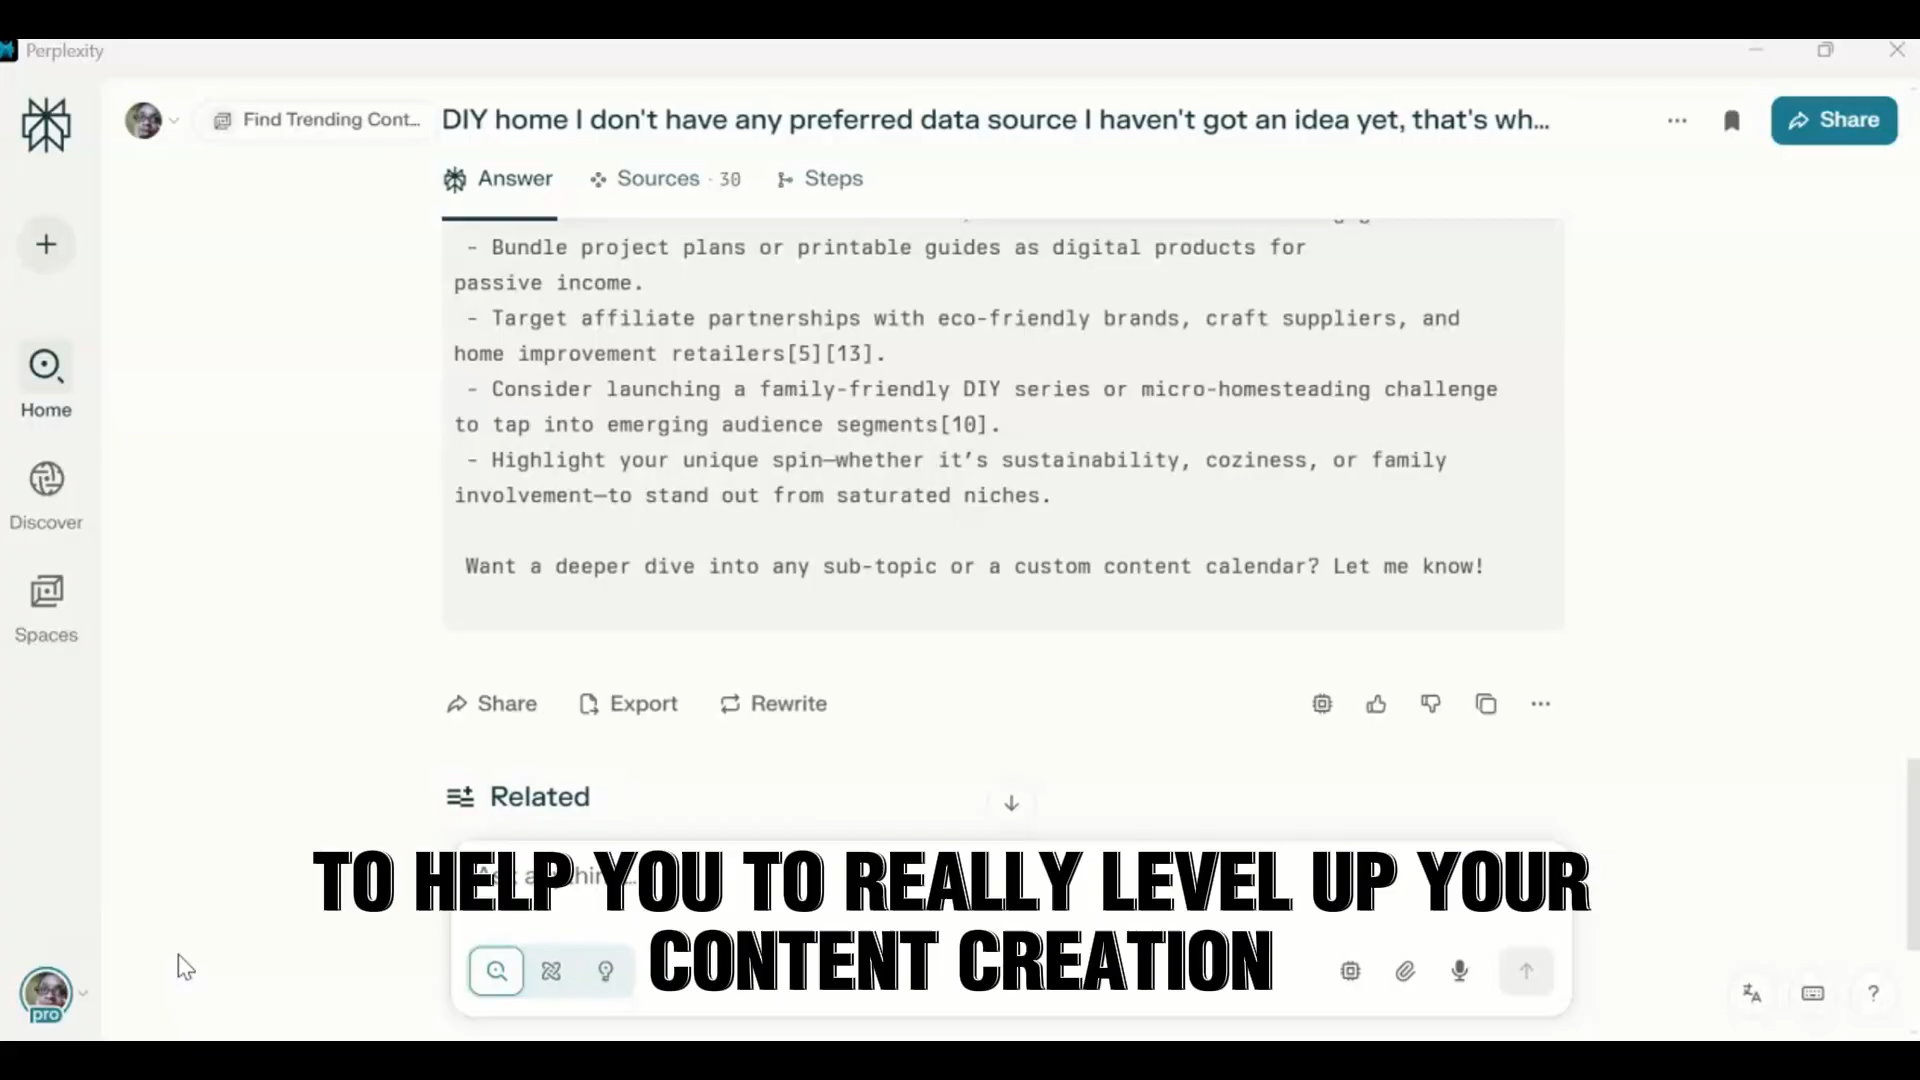 Perplexity
Find Trending Cont...
DIY home I don't have any preferred data source I haven't got an idea yet, that's wh...
Share
Answer
Sources · 30
Steps
- Bundle project plans or printable guides as digital products for
passive income.
- Target affiliate partnerships with eco-friendly brands, craft suppliers, and
home improvement retailers[5][13].
- Consider launching a family-friendly DIY series or micro-homesteading challenge
to tap into emerging audience segments[10].
- Highlight your unique spin—whether it's sustainability, coziness, or family
involvement—to stand out from saturated niches.
Want a deeper dive into any sub-topic or a custom content calendar? Let me know!
Home
Discover
Spaces
Share
Export
Rewrite
Related
TO HELP YOU TO REALLY LEVEL UP YOUR
CONTENT CREATION
pro